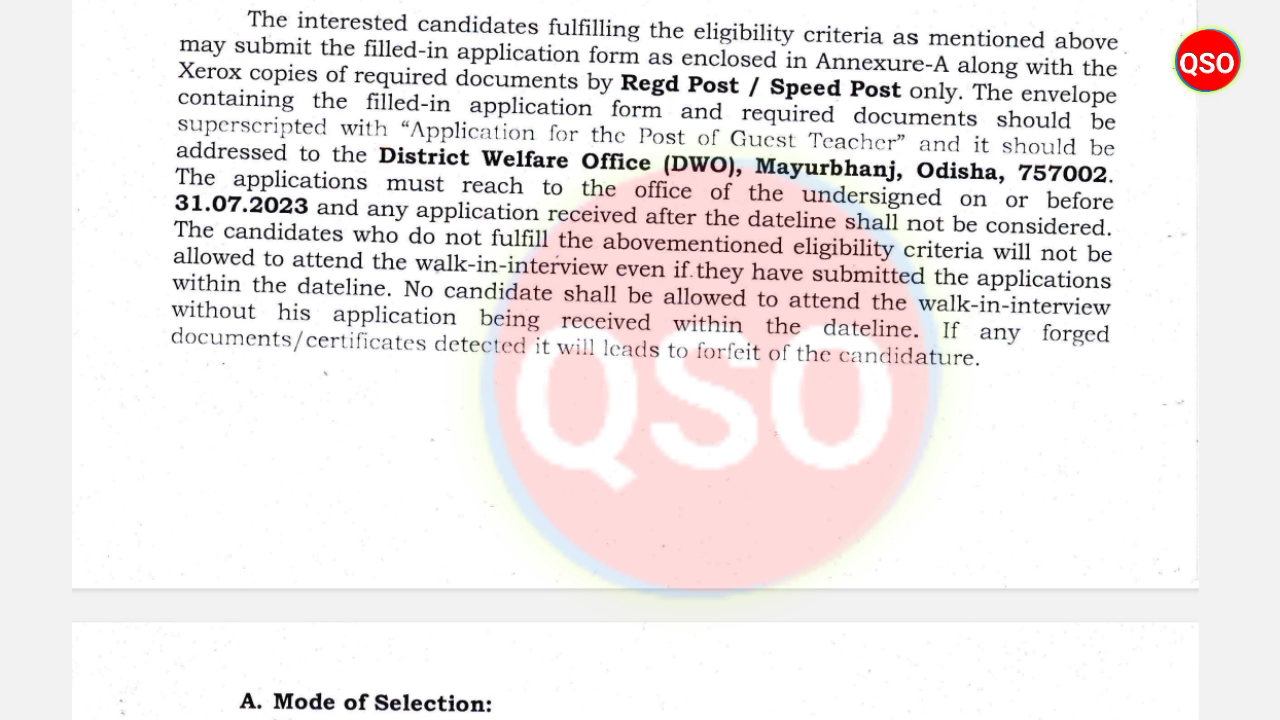 The interested candidates fulfilling the eligibility criteria as mentioned above
may submit the filled-in application form as enclosed in Annexure-A along with the
Xerox copies of required documents by Regd Post / Speed Post only. The envelope
containing the filled-in application form and required documents should be
superscripted with “Application for the Post of Guest Teacher” and it should be
addressed to the District Welfare Office (DWO), Mayurbhanj, Odisha, 757002.
The applications must reach to the office of the undersigned on or before
31.07.2023 and any application received after the dateline shall not be considered.
The candidates who do not fulfill the abovementioned eligibility criteria will not be
allowed to attend the walk-in-interview even if they have submitted the applications
within the dateline. No candidate shall be allowed to attend the walk-in-interview
without his application being received within the dateline. If any forged
documents/certificates detected it will leads to forfeit of the candidature.
QSO
QSO
A. Mode of Selection: